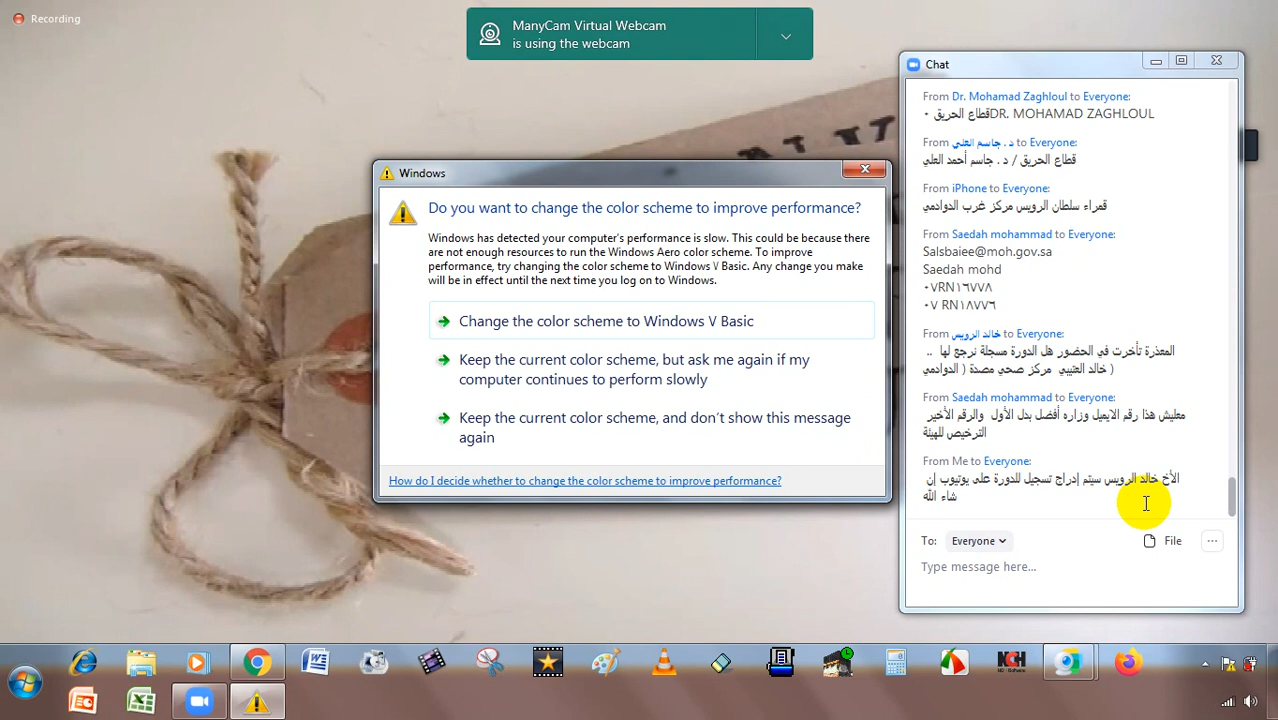 Recording
ManyCam Virtual Webcam
is using the webcam
Chat
From Dr. Mohamad Zaghloul to Everyone:
قطاع الحريق ٠ DR. MOHAMAD ZAGHLOUL
From د . جاسم العلي to Everyone:
قطاع الحريق / د . جاسم أحمد العلي
From iPhone to Everyone:
قمراء سلطان الرويس مركز غرب الدوادمي
From Saedah mohammad to Everyone:
Salsbaiee@moh.gov.sa
Saedah mohd
٠٧RN١٦٧٧٨
٠٧ RN١٨٧٧٦
From خالد الرويس to Everyone:
المعذرة تأخرت في الحضور هل الدورة مسجلة نرجع لها ..
( خالد العتيبي مركز صحي مصدة ( الدوادمي
From Saedah mohammad to Everyone:
معليش هذا رقم الايميل وزاره أفضل بدل الأول والرقم الأخير
الترخيص للهيئة
From Me to Everyone:
الأخ خالد الرويس سيتم إدراج تسجيل للدورة على يوتيوب إن
شاء الله
To: Everyone
File
Type message here...
Windows
Do you want to change the color scheme to improve performance?
Windows has detected your computer's performance is slow. This could be because there
are not enough resources to run the Windows Aero color scheme. To improve
performance, try changing the color scheme to Windows V Basic. Any change you make
will be in effect until the next time you log on to Windows.
Change the color scheme to Windows V Basic
Keep the current color scheme, but ask me again if my
computer continues to perform slowly
Keep the current color scheme, and don't show this message
again
How do I decide whether to change the color scheme to improve performance?
NCH